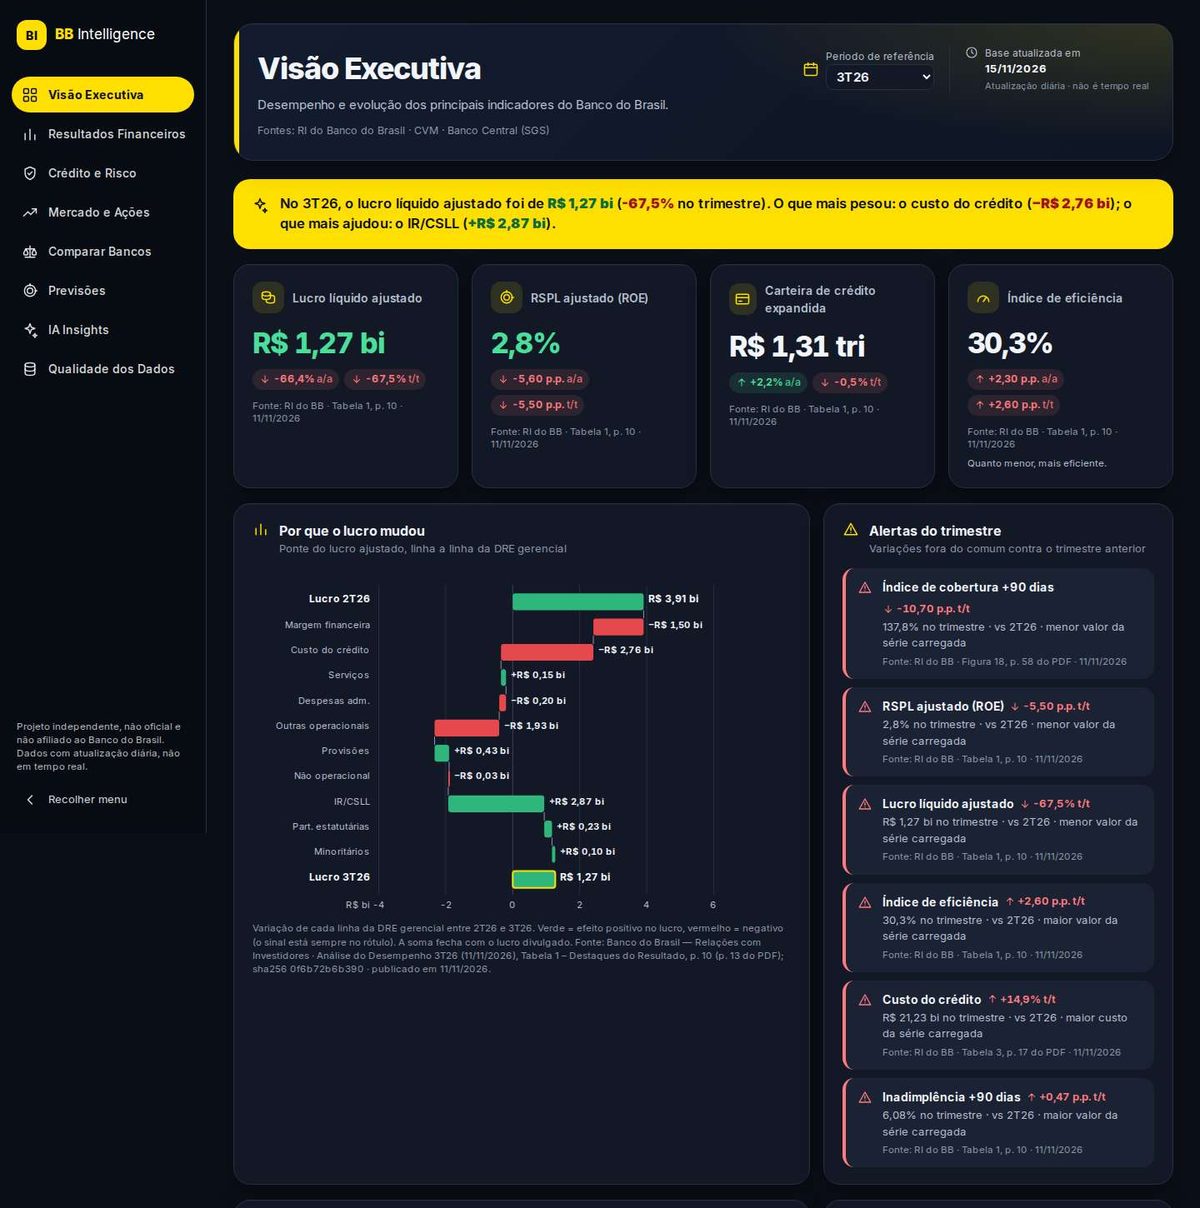 BI
BB Intelligence
Visão Executiva
Resultados Financeiros
Crédito e Risco
Mercado e Ações
Comparar Bancos
Previsões
IA Insights
Qualidade dos Dados
Projeto independente, não oficial e
não afiliado ao Banco do Brasil.
Dados com atualização diária, não
em tempo real.
Recolher menu
Visão Executiva
Desempenho e evolução dos principais indicadores do Banco do Brasil.
Fontes: RI do Banco do Brasil · CVM · Banco Central (SGS)
Periodo de referência
3T26
Base atualizada em
15/11/2026
Atualização diária · não é tempo real
No 3T26, o lucro líquido ajustado foi de R$ 1,27 bi (-67,5% no trimestre). O que mais pesou: o custo do crédito (−R$ 2,76 bi); o
que mais ajudou: o IR/CSLL (+R$ 2,87 bi).
Lucro líquido ajustado
R$ 1,27 bi
↓ -66,4% a/a ↓ -67,5% t/t
Fonte: RI do BB · Tabela 1, p. 10 ·
11/11/2026
RSPL ajustado (ROE)
2,8%
↓ -5,60 p.p. a/a
↓ -5,50 p.p. t/t
Fonte: RI do BB · Tabela 1, p. 10 ·
11/11/2026
Carteira de crédito
expandida
R$ 1,31 tri
↑ +2,2% a/a ↓ -0,5% t/t
Fonte: RI do BB · Tabela 1, p. 10 ·
11/11/2026
Índice de eficiência
30,3%
↑ +2,30 p.p. a/a
↑ +2,60 p.p. t/t
Fonte: RI do BB · Tabela 1, p. 10 ·
11/11/2026
Quanto menor, mais eficiente.
Por que o lucro mudou
Ponte do lucro ajustado, linha a linha da DRE gerencial
Lucro 2T26 R$ 3,91 bi
Margem financeira −R$ 1,50 bi
Custo do crédito −R$ 2,76 bi
Serviços +R$ 0,15 bi
Despesas adm. −R$ 0,20 bi
Outras operacionais −R$ 1,93 bi
Provisões +R$ 0,43 bi
Não operacional −R$ 0,03 bi
IR/CSLL +R$ 2,87 bi
Part. estatutárias +R$ 0,23 bi
Minoritários +R$ 0,10 bi
Lucro 3T26 R$ 1,27 bi
R$ bi −4 −2 0 2 4 6
Variação de cada linha da DRE gerencial entre 2T26 e 3T26. Verde = efeito positivo no lucro, vermelho = negativo
(o sinal está sempre no rótulo). A soma fecha com o lucro divulgado. Fonte: Banco do Brasil — Relações com
Investidores · Análise do Desempenho 3T26 (11/11/2026), Tabela 1 – Destaques do Resultado, p. 10 (p. 13 do PDF);
sha256 0f6b72b6b390 · publicado em 11/11/2026.
Alertas do trimestre
Variações fora do comum contra o trimestre anterior
Índice de cobertura +90 dias
↓ -10,70 p.p. t/t
137,8% no trimestre · vs 2T26 · menor valor da
série carregada
Fonte: RI do BB · Figura 18, p. 58 do PDF · 11/11/2026
RSPL ajustado (ROE) ↓ -5,50 p.p. t/t
2,8% no trimestre · vs 2T26 · menor valor da
série carregada
Fonte: RI do BB · Tabela 1, p. 10 · 11/11/2026
Lucro líquido ajustado ↓ -67,5% t/t
R$ 1,27 bi no trimestre · vs 2T26 · menor valor da
série carregada
Fonte: RI do BB · Tabela 1, p. 10 · 11/11/2026
Índice de eficiência ↑ +2,60 p.p. t/t
30,3% no trimestre · vs 2T26 · maior valor da
série carregada
Fonte: RI do BB · Tabela 1, p. 10 · 11/11/2026
Custo do crédito ↑ +14,9% t/t
R$ 21,23 bi no trimestre · vs 2T26 · maior custo
da série carregada
Fonte: RI do BB · Tabela 3, p. 17 do PDF · 11/11/2026
Inadimplência +90 dias ↑ +0,47 p.p. t/t
6,08% no trimestre · vs 2T26 · maior valor da
série carregada
Fonte: RI do BB · Tabela 1, p. 10 · 11/11/2026